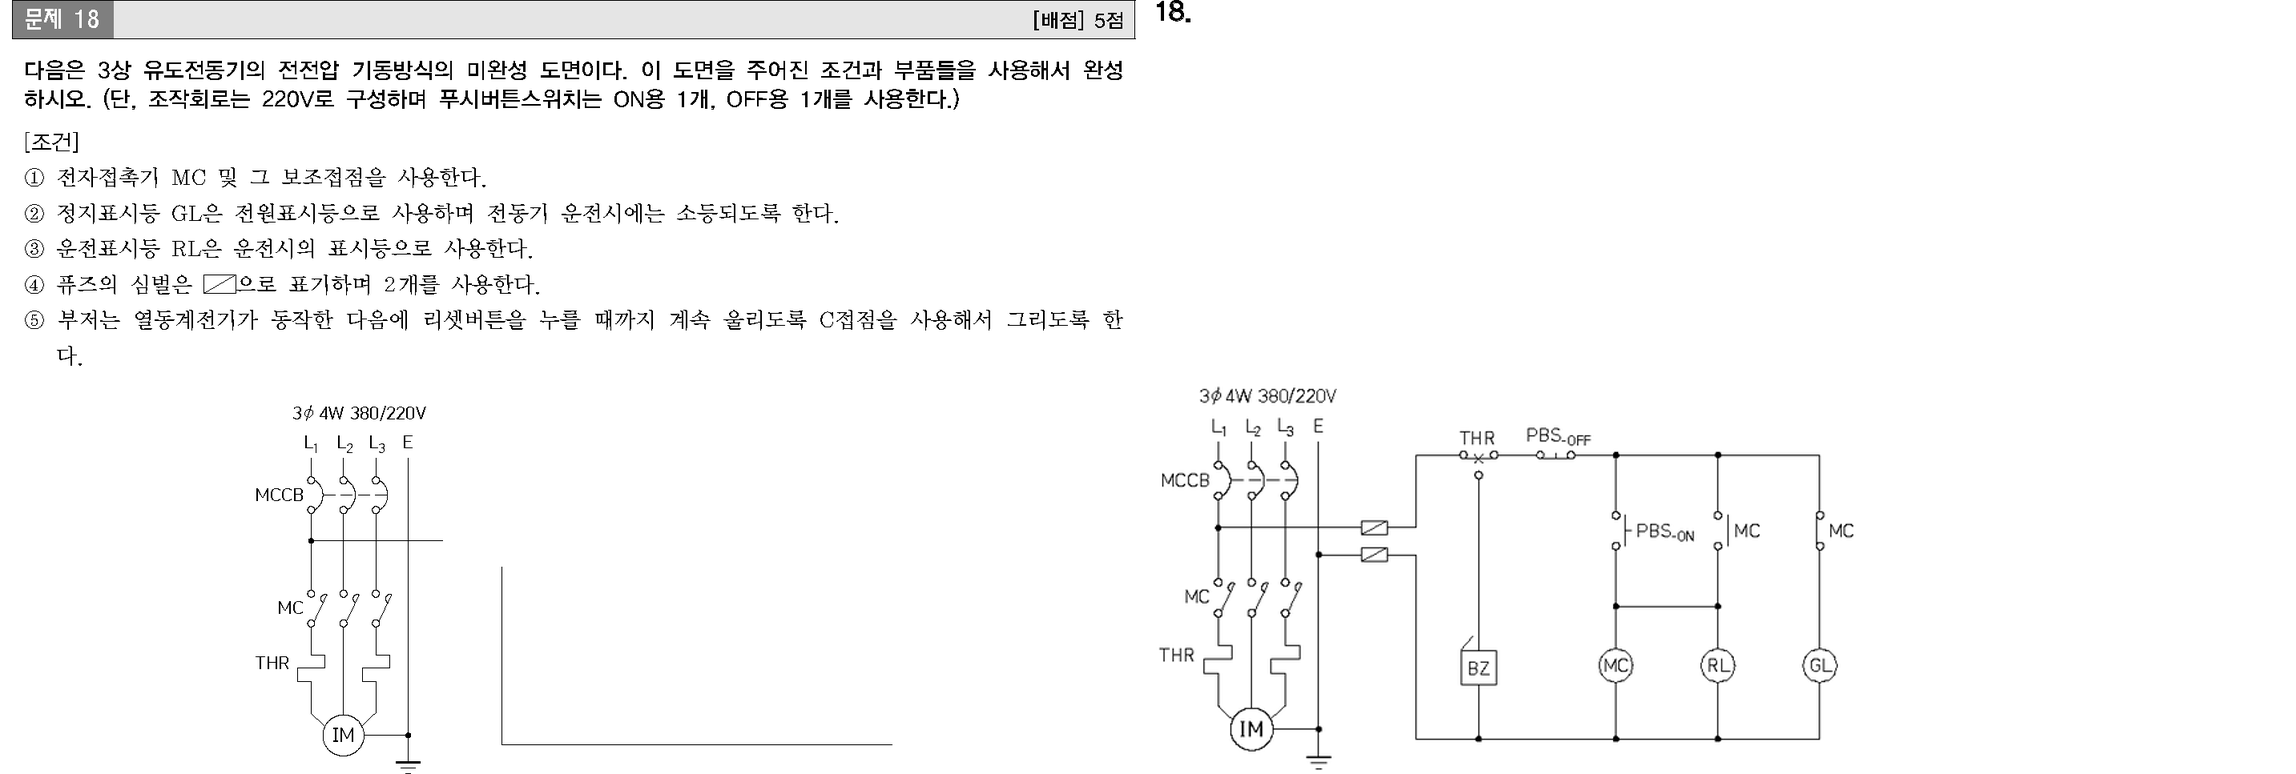 문제 18
[배점] 5점
다음은 3상 유도전동기의 전전압 기동방식의 미완성 도면이다. 이 도면을 주어진 조건과 부품들을 사용해서 완성
하시오. (단, 조작회로는 220V로 구성하며 푸시버튼스위치는 ON용 1개, OFF용 1개를 사용한다.)
[조건]
① 전자접촉기 MC 및 그 보조접점을 사용한다.
② 정지표시등 GL은 전원표시등으로 사용하며 전동기 운전시에는 소등되도록 한다.
③ 운전표시등 RL은 운전시의 표시등으로 사용한다.
④ 퓨즈의 심벌은 으로 표기하며 2개를 사용한다.
⑤ 부저는 열동계전기가 동작한 다음에 리셋버튼을 누를 때까지 계속 울리도록 C접점을 사용해서 그리도록 한
다.
3ϕ 4W 380/220V
L₁ L₂ L₃ E
MCCB
MC
THR
IM
18.
3ϕ 4W 380/220V
L₁ L₂ L₃ E
THR PBS-OFF
MCCB
PBS-ON MC MC
MC
THR
BZ MC RL GL
IM